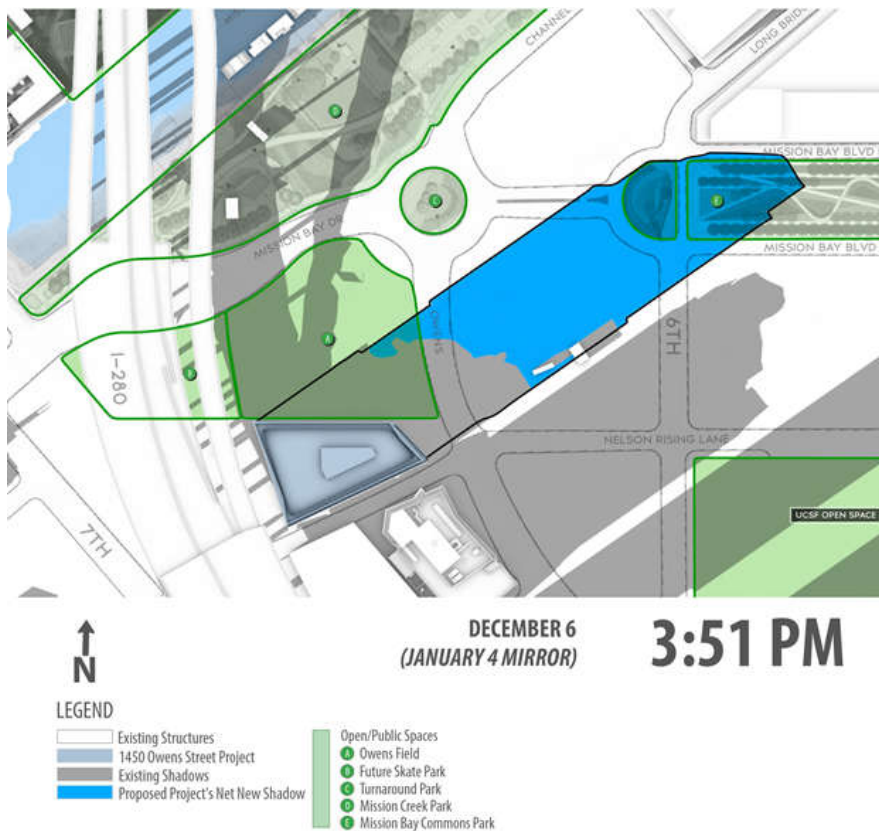 MISSION
CHANNEL
LONG BRIDGE
D
MISSION BAY BLVD
C
E
MISSION BAY DR
MISSION BAY BLVD
OWENS
6TH
A
I-280
B
NELSON RISING LANE
UCSF OPEN SPACE
7TH
N
DECEMBER 6
(JANUARY 4 MIRROR)
3:51 PM
LEGEND
Existing Structures
1450 Owens Street Project
Existing Shadows
Proposed Project's Net New Shadow
Open/Public Spaces
A Owens Field
B Future Skate Park
C Turnaround Park
D Mission Creek Park
E Mission Bay Commons Park